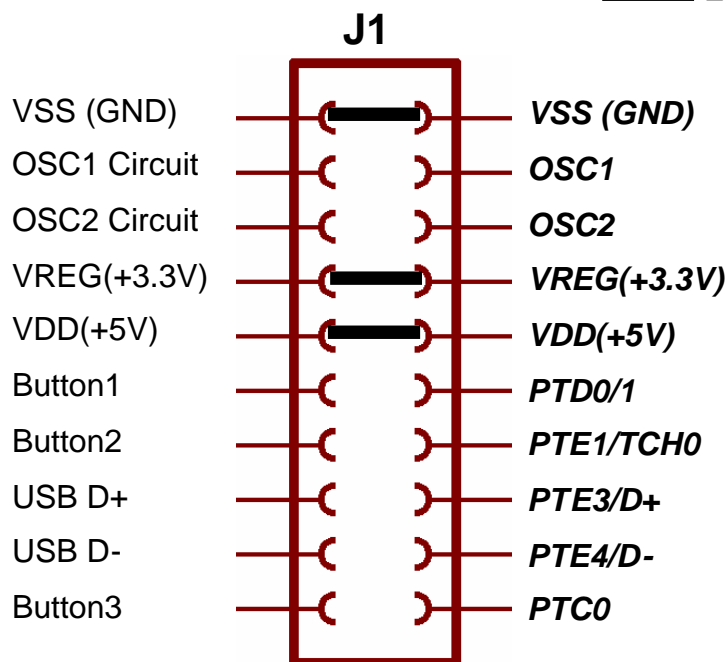 J1
VSS (GND) VSS (GND)
OSC1 Circuit OSC1
OSC2 Circuit OSC2
VREG(+3.3V) VREG(+3.3V)
VDD(+5V) VDD(+5V)
Button1 PTD0/1
Button2 PTE1/TCH0
USB D+ PTE3/D+
USB D- PTE4/D-
Button3 PTC0